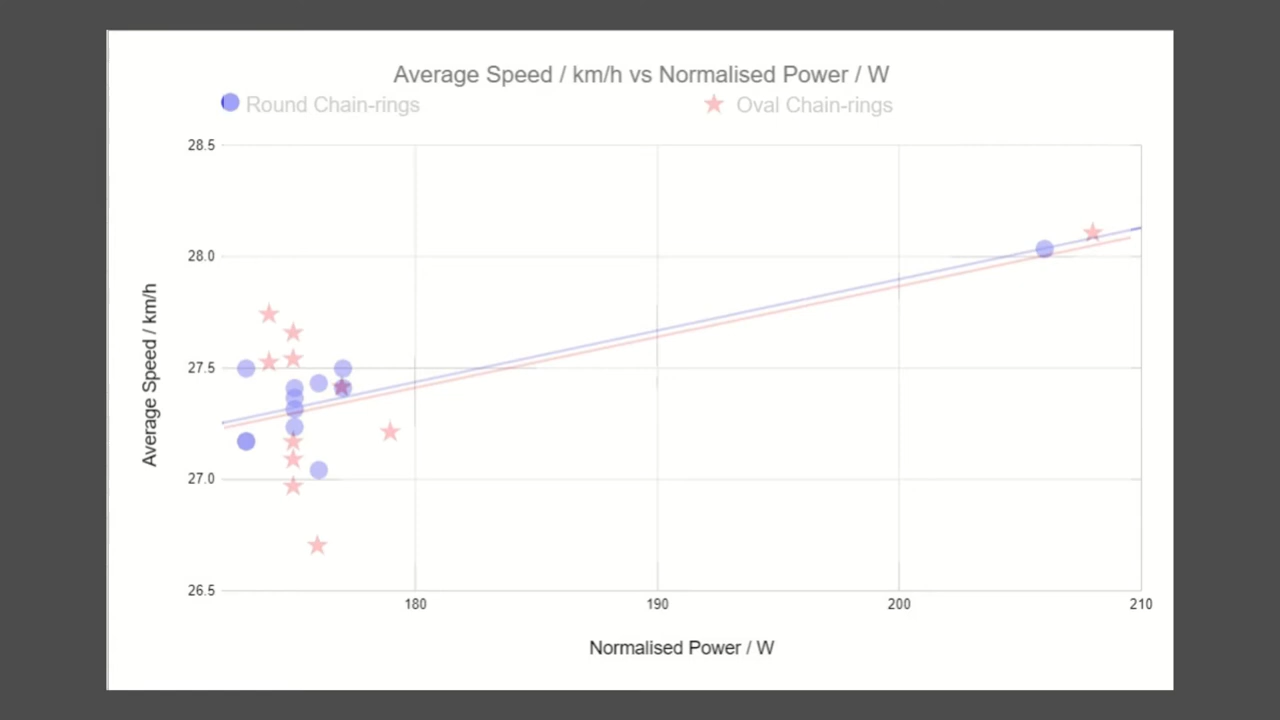 Average Speed / km/h vs Normalised Power / W
Round Chain-rings
Oval Chain-rings
28.5
28.0
27.5
27.0
26.5
Average Speed / km/h
180
190
200
210
Normalised Power / W